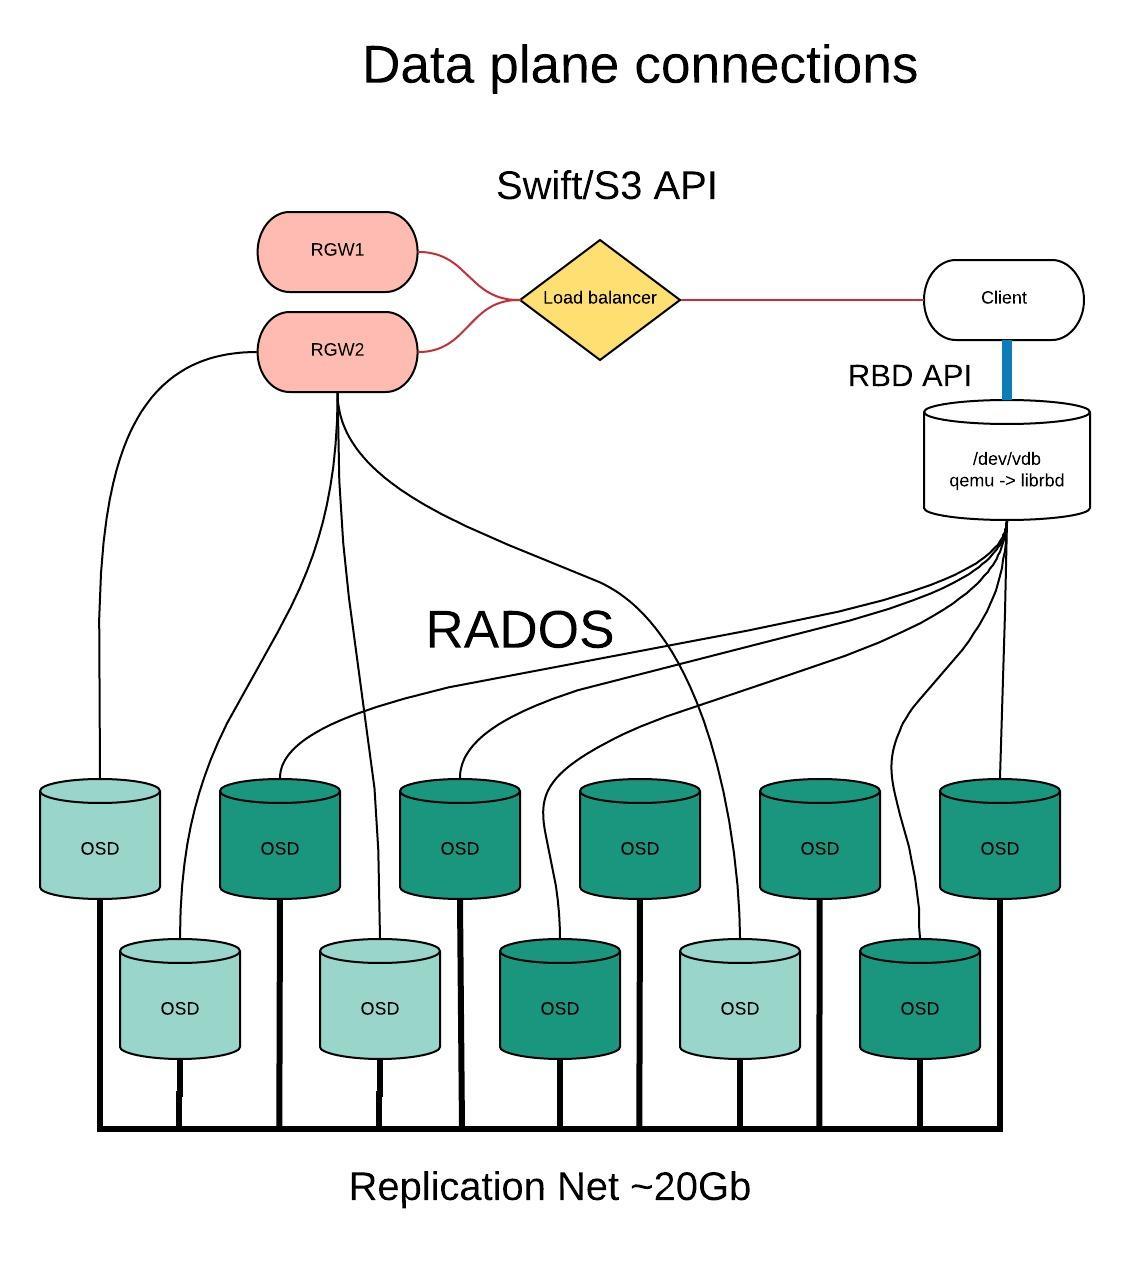 Data plane connections
Swift/S3 API
RGW1
Load balancer
Client
RGW2
RBD API
/dev/vdb
qemu -> librbd
RADOS
OSD
OSD
OSD
OSD
OSD
OSD
OSD
OSD
OSD
OSD
OSD
Replication Net ~20Gb